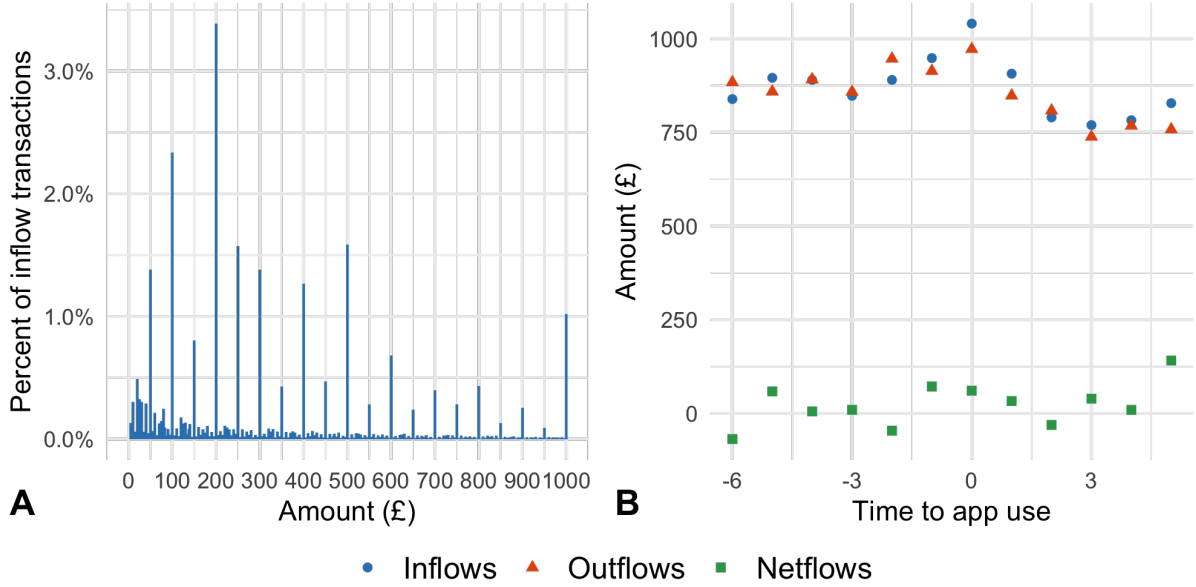 Percent of inflow transactions
3.0%
2.0%
1.0%
0.0%
0 100 200 300 400 500 600 700 800 900 1000
Amount (£)
A
Amount (£)
1000
750
500
250
0
-6 -3 0 3
Time to app use
B
Inflows Outflows Netflows